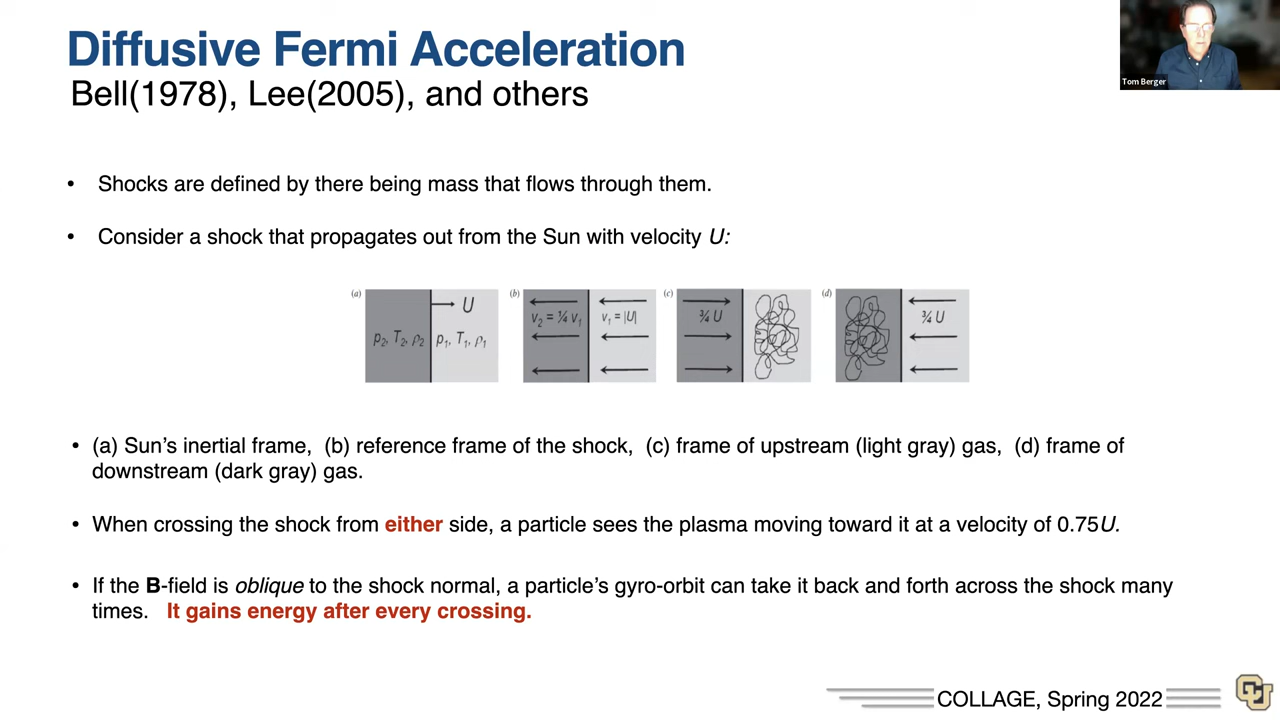 Diffusive Fermi Acceleration
Bell(1978), Lee(2005), and others
Tom Berger
• Shocks are defined by there being mass that flows through them.
• Consider a shock that propagates out from the Sun with velocity U:
(a) (b) (c) (d)
U
p₂, T₂, ρ₂ p₁, T₁, ρ₁
v₂ = ¼ v₁ v₁ = |U|
¾ U
¾ U
• (a) Sun's inertial frame, (b) reference frame of the shock, (c) frame of upstream (light gray) gas, (d) frame of
downstream (dark gray) gas.
• When crossing the shock from either side, a particle sees the plasma moving toward it at a velocity of 0.75U.
• If the B-field is oblique to the shock normal, a particle's gyro-orbit can take it back and forth across the shock many
times. It gains energy after every crossing.
COLLAGE, Spring 2022
CU